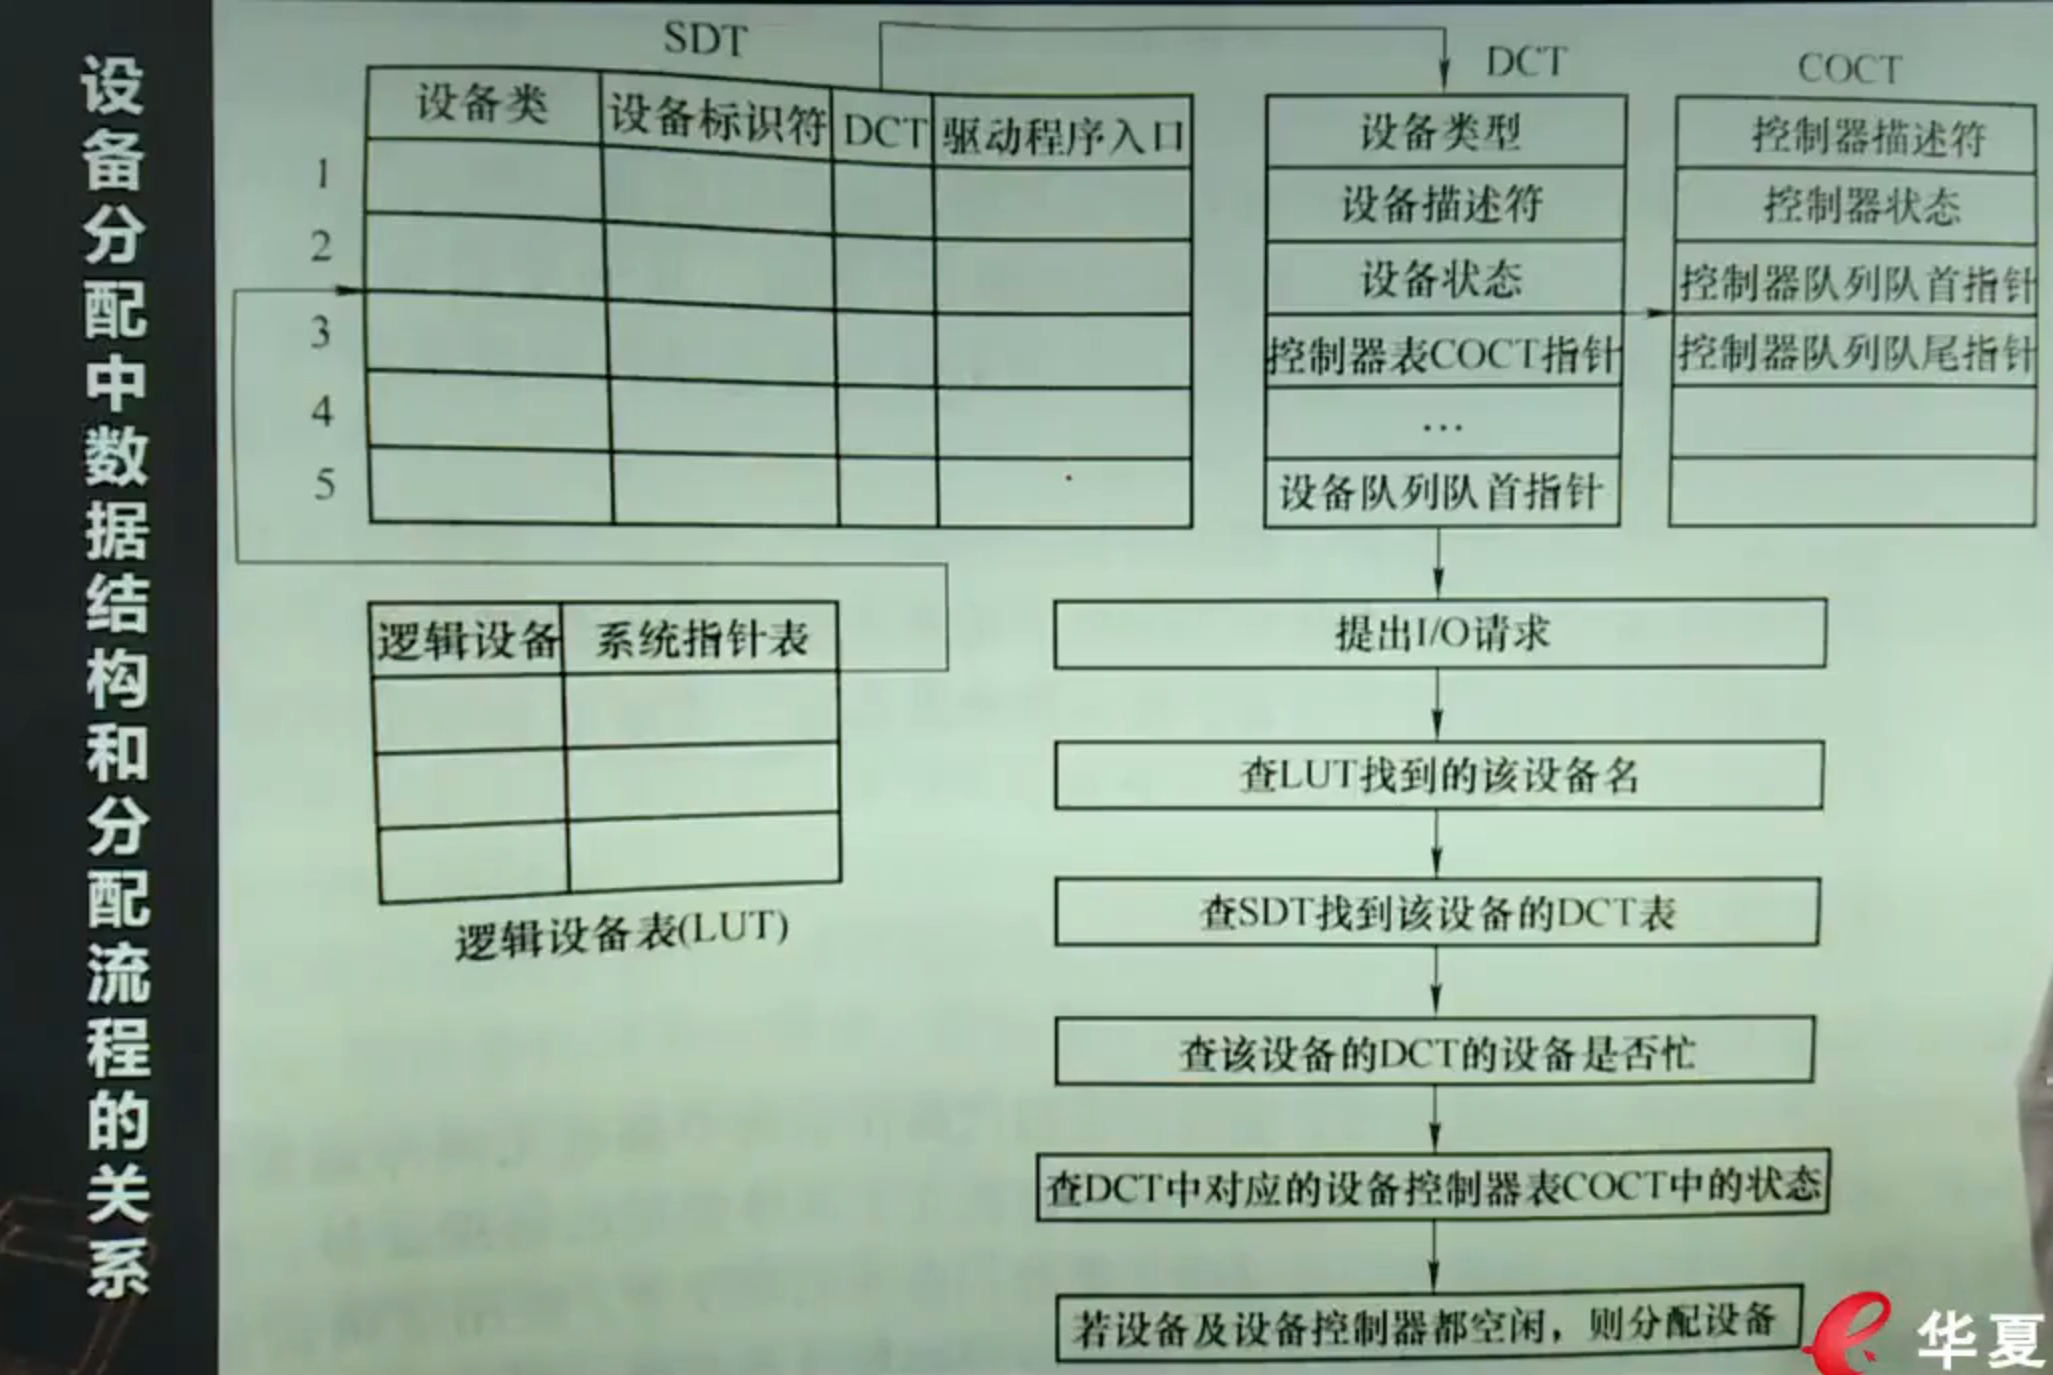 设备分配中数据结构和分配流程的关系
SDT
设备类 设备标识符 DCT 驱动程序入口
1
2
3
4
5
DCT
设备类型
设备描述符
设备状态
控制器表COCT指针
…
设备队列队首指针
COCT
控制器描述符
控制器状态
控制器队列队首指针
控制器队列队尾指针
逻辑设备 系统指针表
逻辑设备表(LUT)
提出I/O请求
查LUT找到的该设备名
查SDT找到该设备的DCT表
查该设备的DCT的设备是否忙
查DCT中对应的设备控制器表COCT中的状态
若设备及设备控制器都空闲，则分配设备
华夏